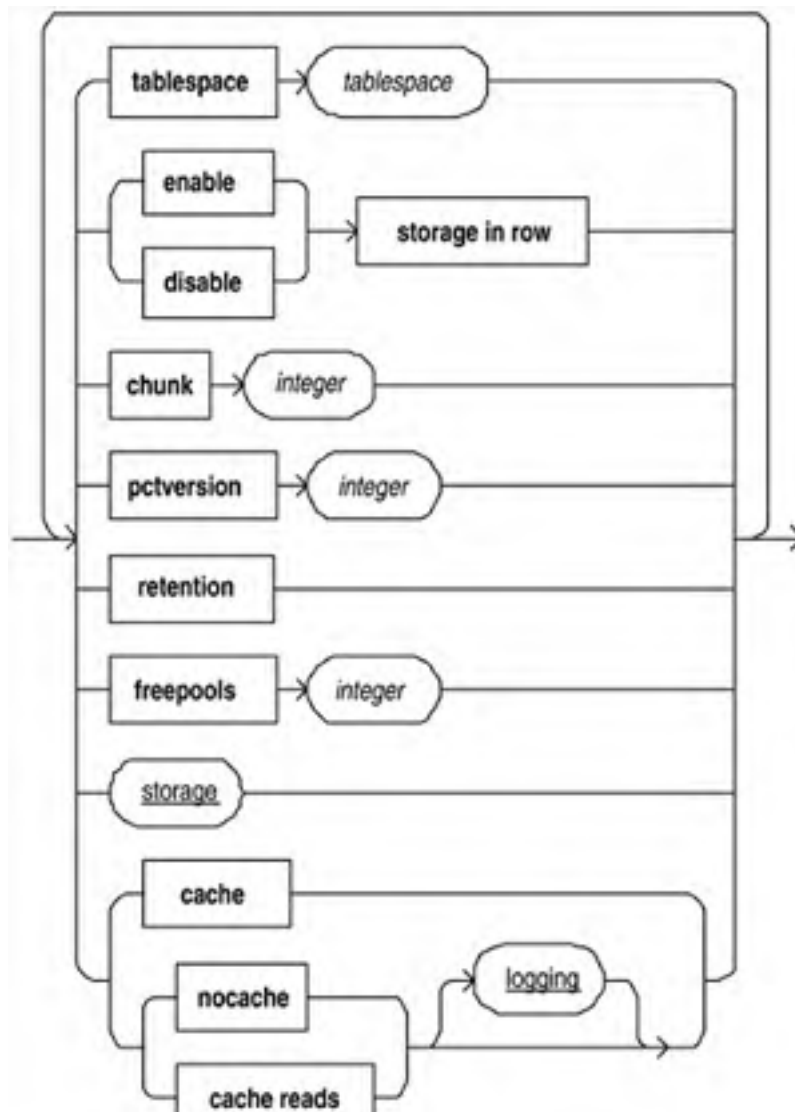 tablespace tablespace
enable
storage in row
disable
chunk integer
pctversion integer
retention
freepools integer
storage
cache
logging
nocache
cache reads